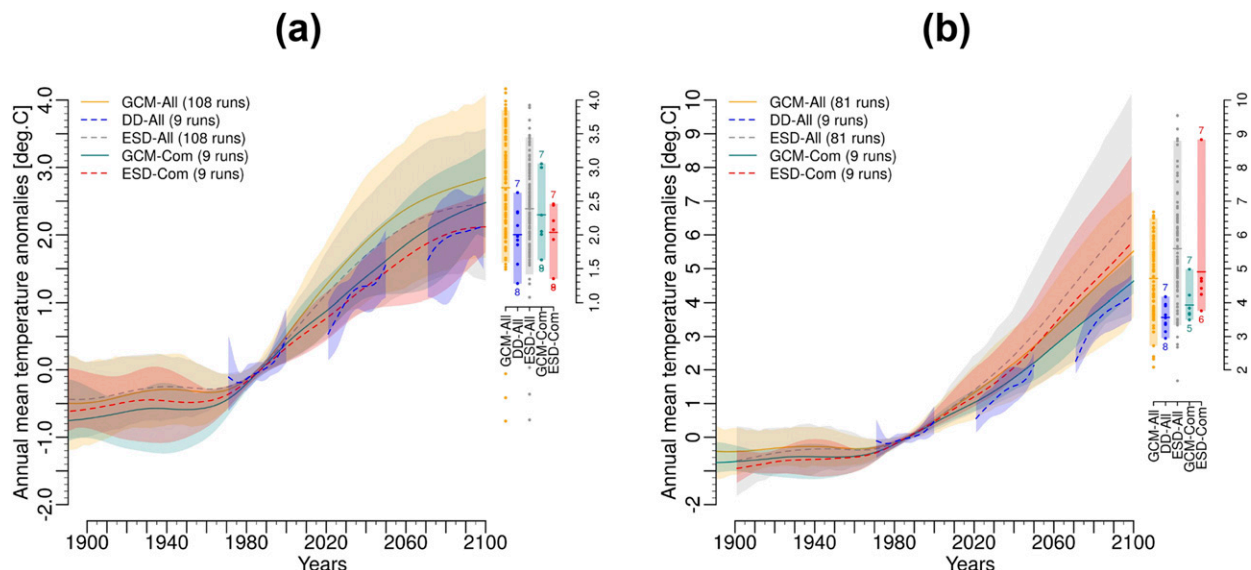 (a)
(b)
Annual mean temperature anomalies [deg.C]
4.0
3.0
2.0
1.0
0.0
-1.0
-2.0
GCM-All (108 runs)
DD-All (9 runs)
ESD-All (108 runs)
GCM-Com (9 runs)
ESD-Com (9 runs)
1900 1940 1980 2020 2060 2100
Years
7
7
7
7
8
8
8
8
GCM-All
DD-All
ESD-All
GCM-Com
ESD-Com
4.0
3.5
3.0
2.5
2.0
1.5
1.0
Annual mean temperature anomalies [deg.C]
10
8
6
4
2
0
-2
GCM-All (81 runs)
DD-All (9 runs)
ESD-All (81 runs)
GCM-Com (9 runs)
ESD-Com (9 runs)
1900 1940 1980 2020 2060 2100
Years
7
7
7
8
5
6
GCM-All
DD-All
ESD-All
GCM-Com
ESD-Com
10
9
8
7
6
5
4
3
2